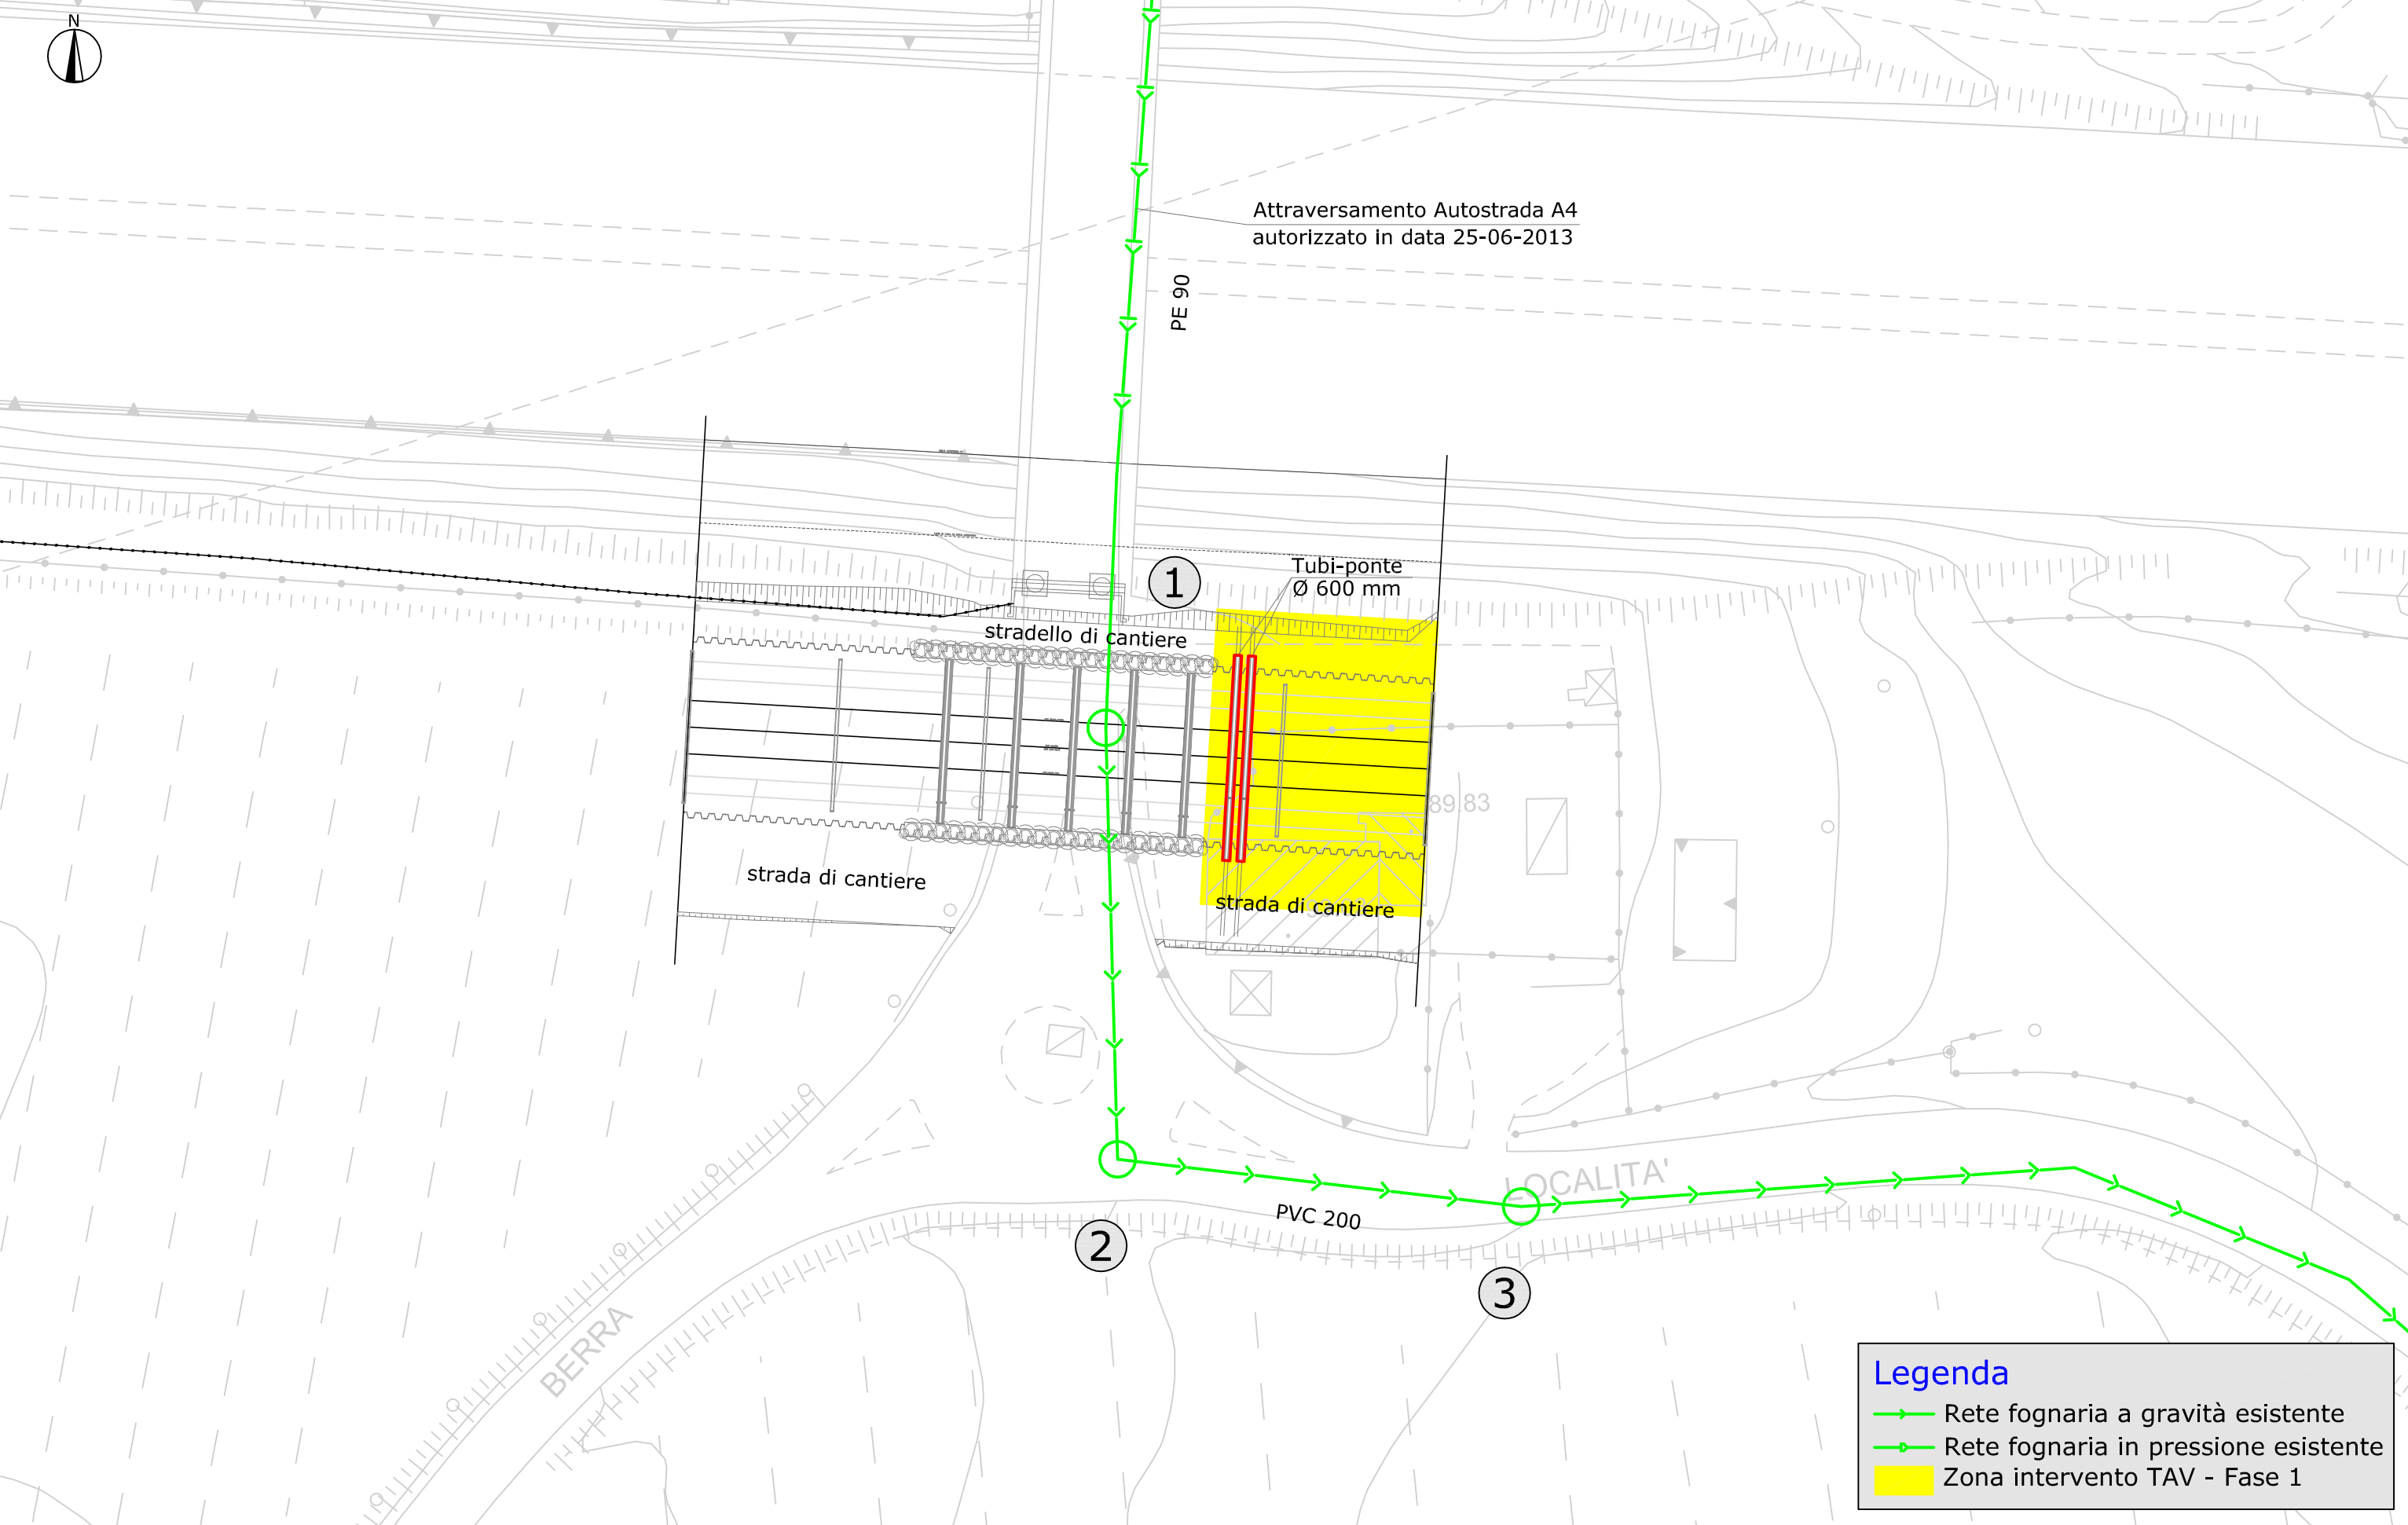 N
Attraversamento Autostrada A4
autorizzato in data 25-06-2013
PE 90
1
Tubi-ponte
Ø 600 mm
stradello di cantiere
89.83
strada di cantiere
strada di cantiere
LOCALITA'
PVC 200
2
3
BERRA
Legenda
Rete fognaria a gravità esistente
Rete fognaria in pressione esistente
Zona intervento TAV - Fase 1